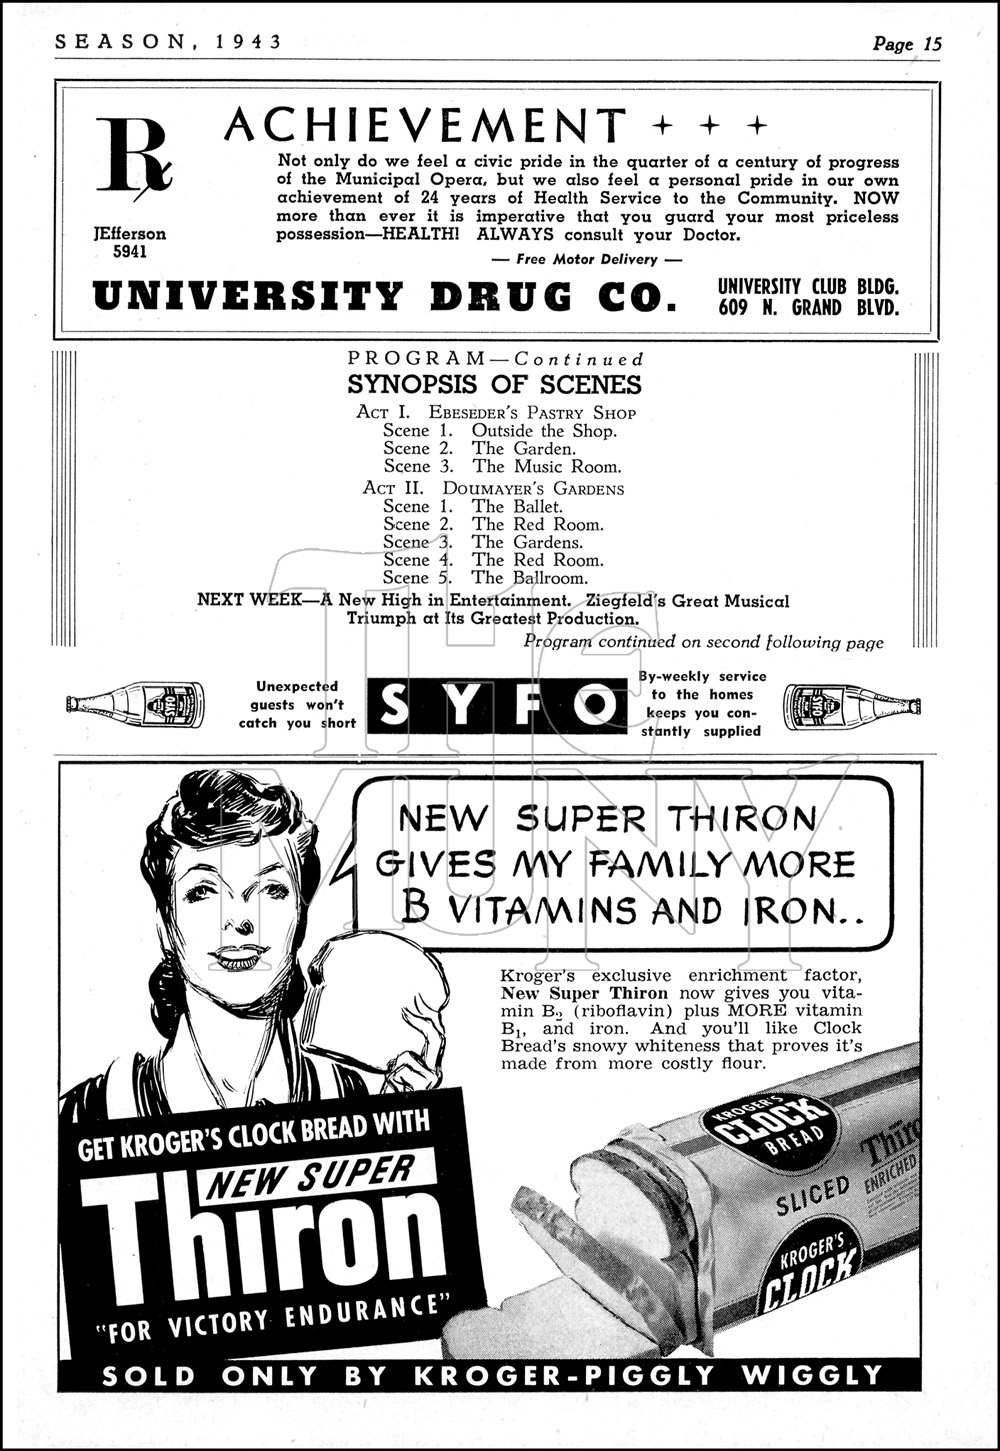 SEASON, 1943
Page 15
ACHIEVEMENT + + +
Rx
Not only do we feel a civic pride in the quarter of a century of progress
of the Municipal Opera, but we also feel a personal pride in our own
achievement of 24 years of Health Service to the Community. NOW
more than ever it is imperative that you guard your most priceless
possession—HEALTH! ALWAYS consult your Doctor.
JEfferson
5941
— Free Motor Delivery —
UNIVERSITY DRUG CO.
UNIVERSITY CLUB BLDG.
609 N. GRAND BLVD.
PROGRAM—Continued
SYNOPSIS OF SCENES
ACT I. EBESEDER'S PASTRY SHOP
Scene 1. Outside the Shop.
Scene 2. The Garden.
Scene 3. The Music Room.
ACT II. DOUMAYER'S GARDENS
Scene 1. The Ballet.
Scene 2. The Red Room.
Scene 3. The Gardens.
Scene 4. The Red Room.
Scene 5. The Ballroom.
NEXT WEEK—A New High in Entertainment. Ziegfeld's Great Musical
Triumph at Its Greatest Production.
Program continued on second following page
THE
MUNY
Unexpected
guests won't
catch you short
SYFO
By-weekly service
to the homes
keeps you con-
stantly supplied
NEW SUPER THIRON
GIVES MY FAMILY MORE
B VITAMINS AND IRON..
Kroger's exclusive enrichment factor,
New Super Thiron now gives you vita-
min B2 (riboflavin) plus MORE vitamin
B1, and iron. And you'll like Clock
Bread's snowy whiteness that proves it's
made from more costly flour.
GET KROGER'S CLOCK BREAD WITH
NEW SUPER
Thiron
"FOR VICTORY ENDURANCE"
KROGER'S
CLOCK
BREAD
SLICED
ENRICHED
KROGER'S
CLOCK
SOLD ONLY BY KROGER-PIGGLY WIGGLY